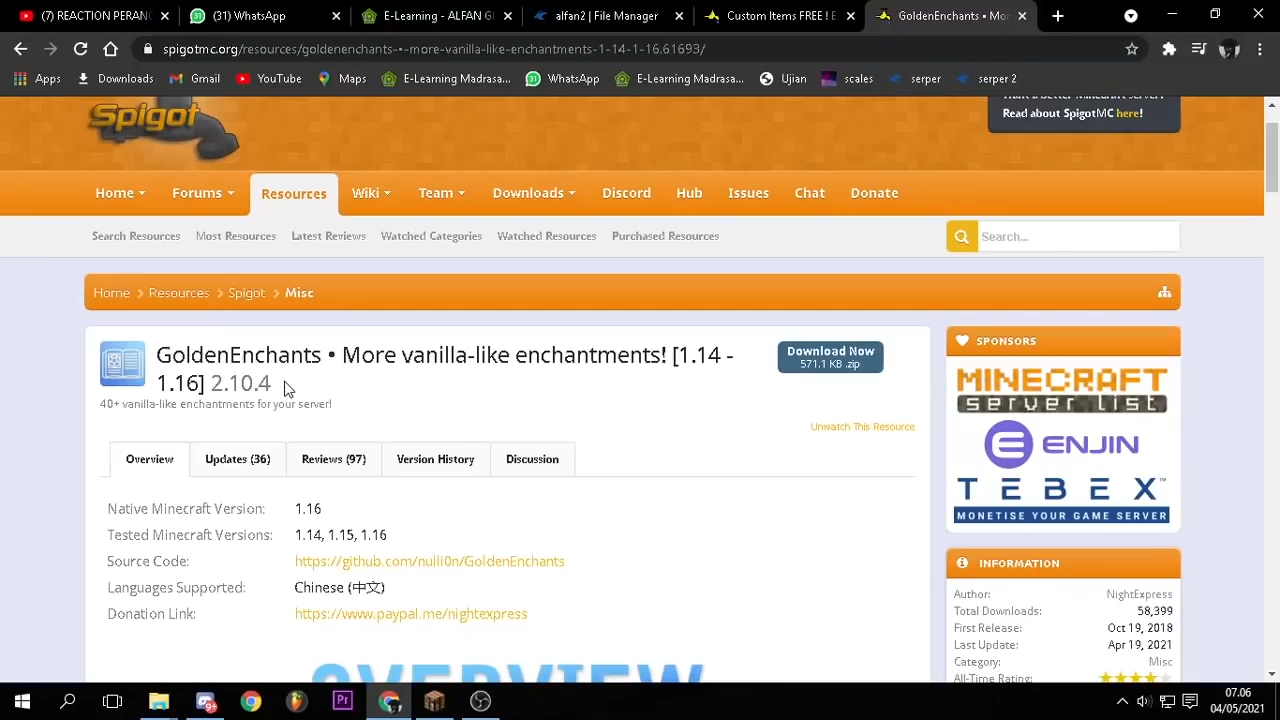 (7) REACTION PERAN
(31) WhatsApp
E-Learning - ALFAN G
alfan2 | File Manager
Custom Items FREE ! E
GoldenEnchants • Mo
spigotmc.org/resources/goldenenchants-•-more-vanilla-like-enchantments-1-14-1-16.61693/
Apps
Downloads
Gmail
YouTube
Maps
E-Learning Madrasa...
WhatsApp
E-Learning Madrasa...
Ujian
scales
serper
serper 2
Spigot
Read about SpigotMC here!
Home
Forums
Resources
Wiki
Team
Downloads
Discord
Hub
Issues
Chat
Donate
Search Resources
Most Resources
Latest Reviews
Watched Categories
Watched Resources
Purchased Resources
Search...
Home
Resources
Spigot
Misc
GoldenEnchants • More vanilla-like enchantments! [1.14 -
1.16] 2.10.4
40+ vanilla-like enchantments for your server!
Download Now
571.1 KB .zip
Unwatch This Resource
Overview
Updates (36)
Reviews (97)
Version History
Discussion
Native Minecraft Version: 1.16
Tested Minecraft Versions: 1.14, 1.15, 1.16
Source Code: https://github.com/nulli0n/GoldenEnchants
Languages Supported: Chinese (中文)
Donation Link: https://www.paypal.me/nightexpress
OVERVIEW
SPONSORS
MINECRAFT
server list
ENJIN
TEBEX™
MONETISE YOUR GAME SERVER
INFORMATION
Author: NightExpress
Total Downloads: 58,399
First Release: Oct 19, 2018
Last Update: Apr 19, 2021
Category: Misc
All-Time Rating:
07.06
04/05/2021